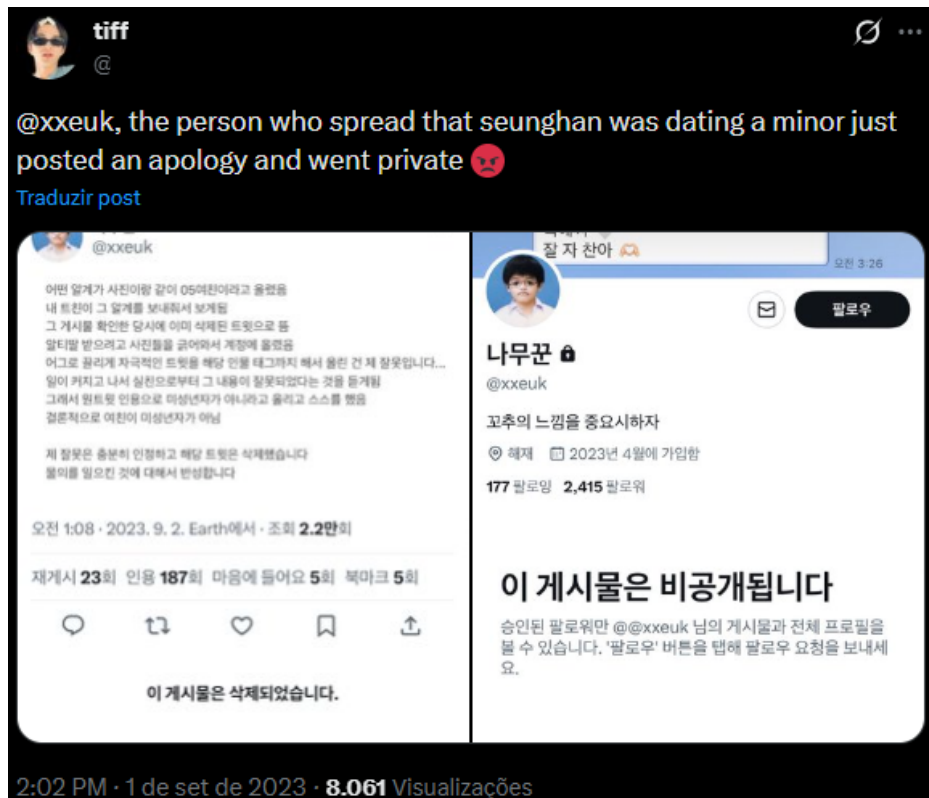 tiff
@
@xxeuk, the person who spread that seunghan was dating a minor just
posted an apology and went private 😡
Traduzir post
@xxeuk
어떤 알계가 사진이랑 같이 05여친이라고 올렸음
내 트친이 그 알계를 보내줘서 보게됨
그 게시물 확인한 당시에 이미 삭제된 트윗으로 뜸
알티딸 받으려고 사진들을 긁어와서 계정에 올렸음
어그로 끌리게 자극적인 트윗을 해당 인물 태그까지 해서 올린 건 제 잘못입니다...
일이 커지고 나서 실친으로부터 그 내용이 잘못되었다는 것을 듣게됨
그래서 원트윗 인용으로 미성년자가 아니라고 올리고 스스를 했음
결론적으로 여친이 미성년자가 아님
제 잘못은 충분히 인정하고 해당 트윗은 삭제했습니다
물의를 일으킨 것에 대해서 반성합니다
오전 1:08 · 2023. 9. 2. Earth에서 · 조회 2.2만회
재게시 23회 인용 187회 마음에 들어요 5회 북마크 5회
이 게시물은 삭제되었습니다.
잘 자 찬아 🫶🏻
오전 3:26
팔로우
나무꾼 🔒
@xxeuk
꼬추의 느낌을 중요시하자
해재 2023년 4월에 가입함
177 팔로잉 2,415 팔로워
이 게시물은 비공개됩니다
승인된 팔로워만 @@xxeuk 님의 게시물과 전체 프로필을
볼 수 있습니다. '팔로우' 버튼을 탭해 팔로우 요청을 보내세
요.
2:02 PM · 1 de set de 2023 · 8.061 Visualizações